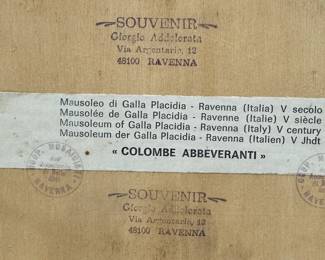 SOUVENIR
Giorgio Addolorata
Via Argentario, 12
48100 RAVENNA
Mausoleo di Galla Placidia - Ravenna (Italia) V secolo
Mausolée de Galla Placidia - Ravenne (Italie) V siècle
Mausoleum of Galla Placidia - Ravenna (Italy) V century
Mausoleum der Galla Placidia - Ravenna (Italien) V Jhdt
« COLOMBE ABBEVERANTI »
COOP. MOSAICISTI
RAVENNA
SOUVENIR
Giorgio Addolorata
Via Argentario, 12
48100 RAVENNA